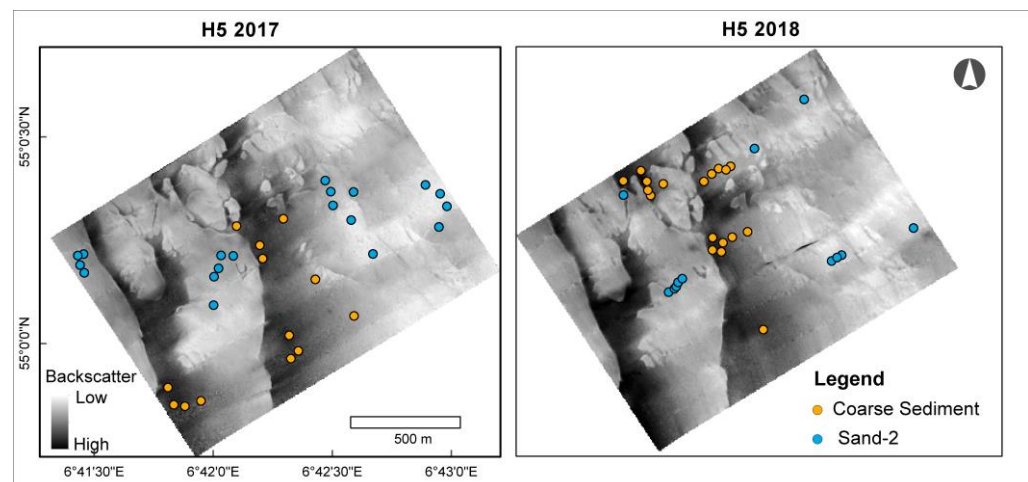 H5 2017
H5 2018
55°0'30"N
55°0'0"N
Backscatter
Low
High
500 m
6°41'30"E
6°42'0"E
6°42'30"E
6°43'0"E
Legend
Coarse Sediment
Sand-2